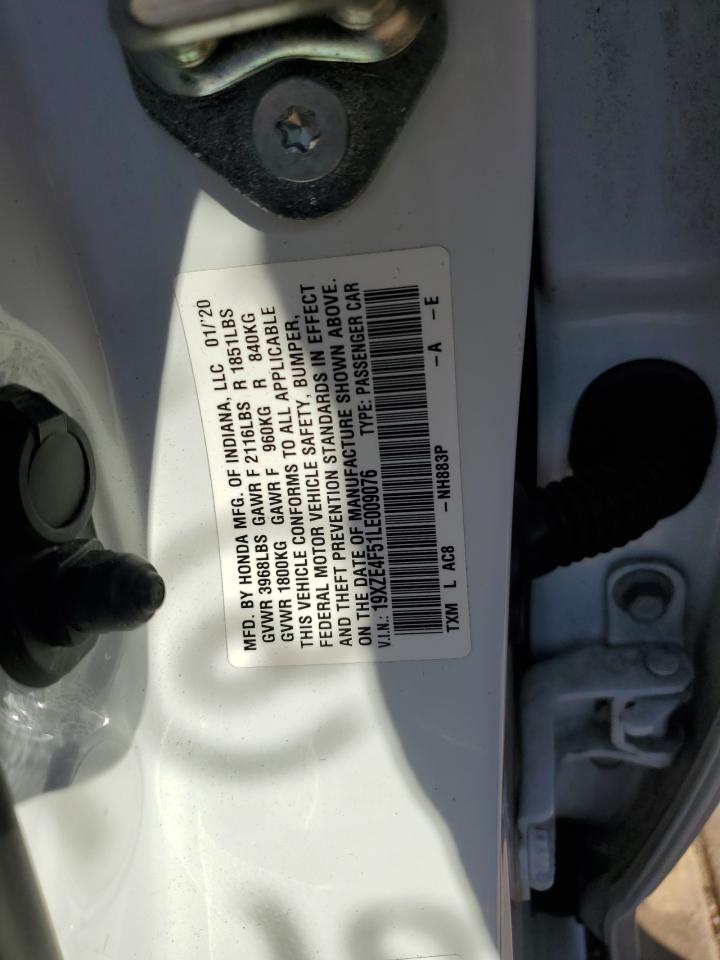 MFD. BY HONDA MFG. OF INDIANA, LLC 01/'20
GVWR 3968LBS GAWR F 2116LBS R 1851LBS
GVWR 1800KG GAWR F 960KG R 840KG
THIS VEHICLE CONFORMS TO ALL APPLICABLE
FEDERAL MOTOR VEHICLE SAFETY, BUMPER,
AND THEFT PREVENTION STANDARDS IN EFFECT
ON THE DATE OF MANUFACTURE SHOWN ABOVE.
V.I.N.: 19XZE4F51LE009076 TYPE: PASSENGER CAR
TXM L AC8 - NH883P - A - E